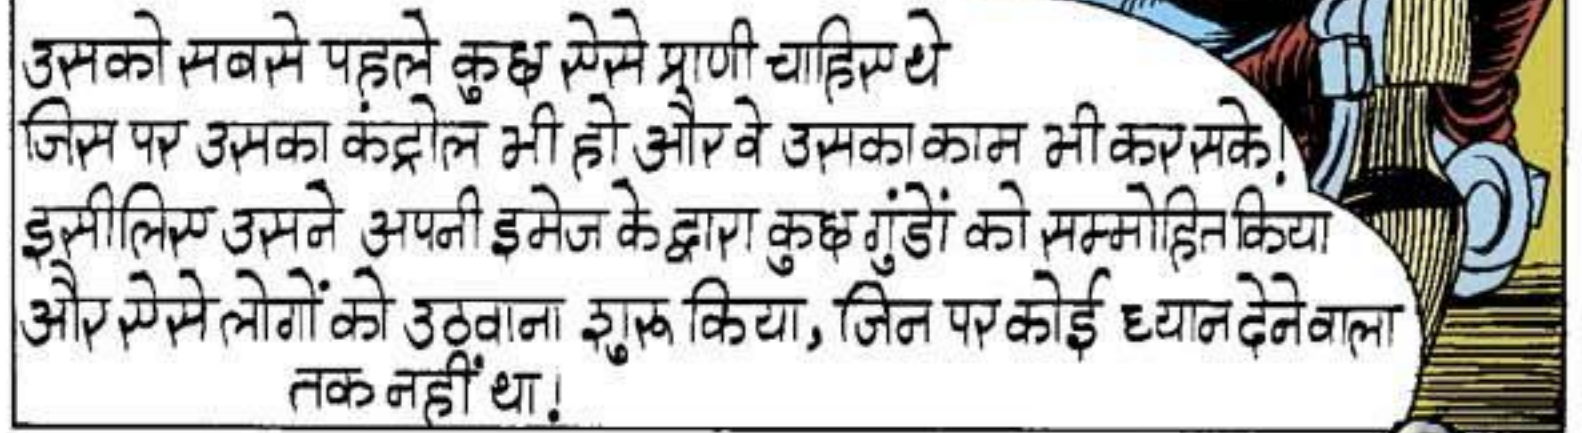 उसको सबसे पहले कुछ ऐसे प्राणी चाहिए थे
जिस पर उसका कंट्रोल भी हो और वे उसका काम भी कर सकें!
इसीलिए उसने अपनी इमेज के द्वारा कुछ गुंडों को सम्मोहित किया
और ऐसे लोगों को उठवाना शुरू किया, जिन पर कोई ध्यान देने वाला
तक नहीं था!